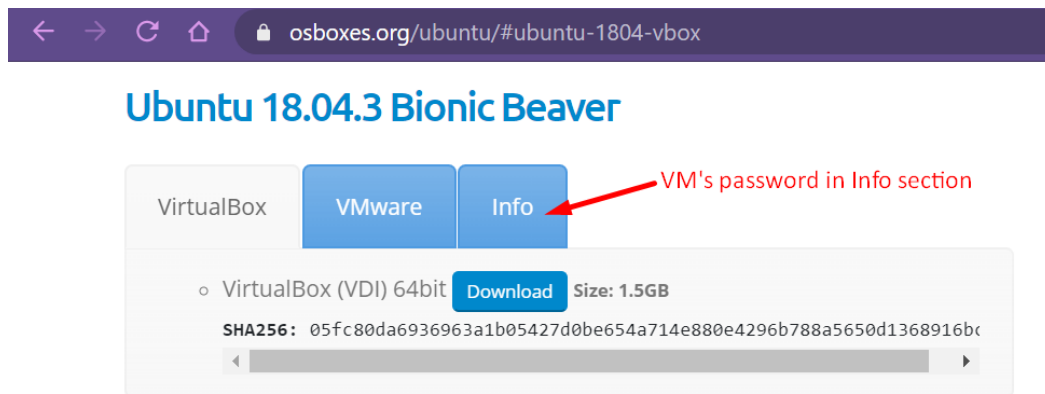 osboxes.org/ubuntu/#ubuntu-1804-vbox
Ubuntu 18.04.3 Bionic Beaver
VirtualBox VMware Info VM's password in Info section
VirtualBox (VDI) 64bit Download Size: 1.5GB
SHA256: 05fc80da6936963a1b05427d0be654a714e880e4296b788a5650d1368916bc